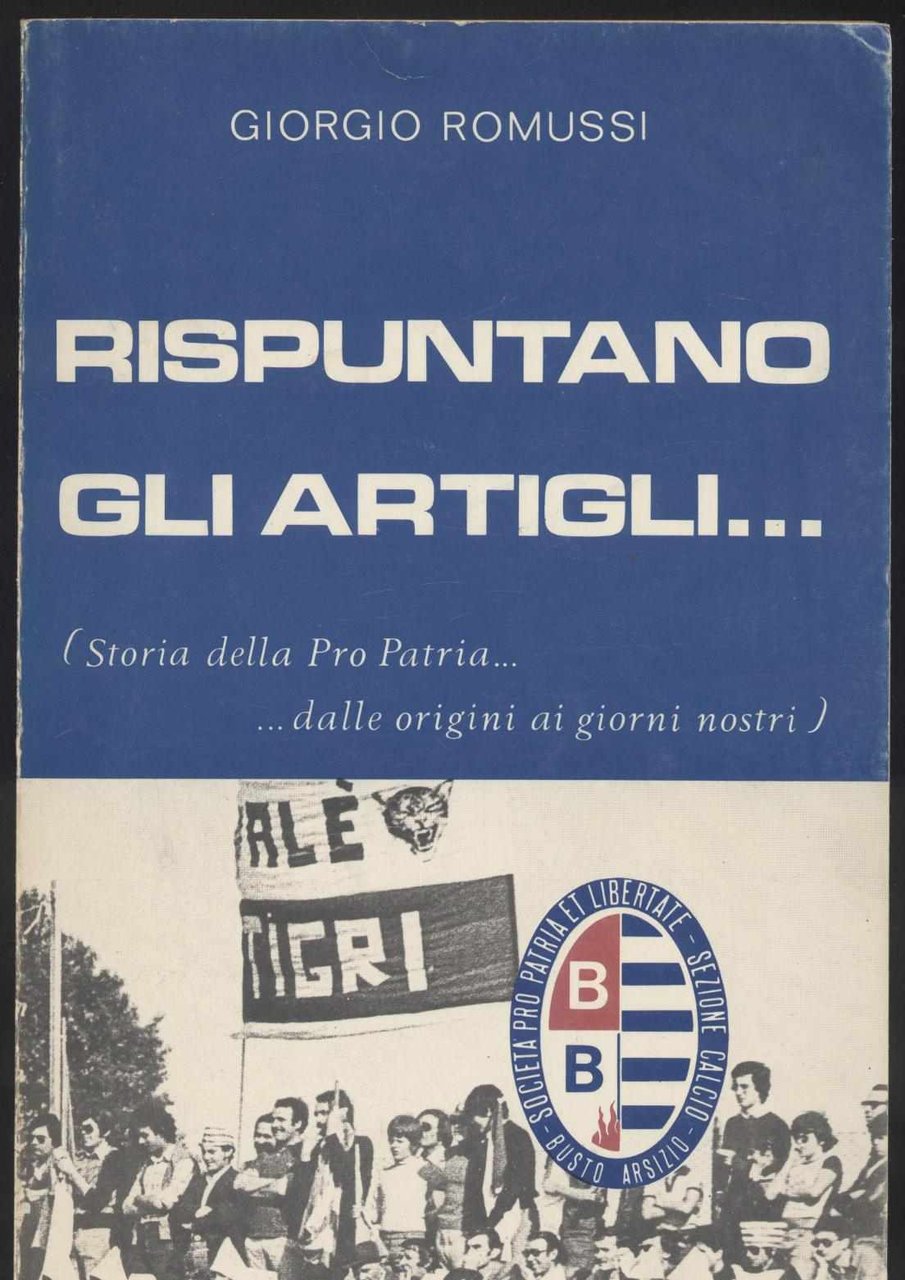 GIORGIO ROMUSSI
RISPUNTANO
GLI ARTIGLI...
(Storia della Pro Patria...
...dalle origini ai giorni nostri)
ALÈ
TIGRI
SOCIETÀ PRO PATRIA ET LIBERTATE - SEZIONE CALCIO -
- BUSTO ARSIZIO -
B
B